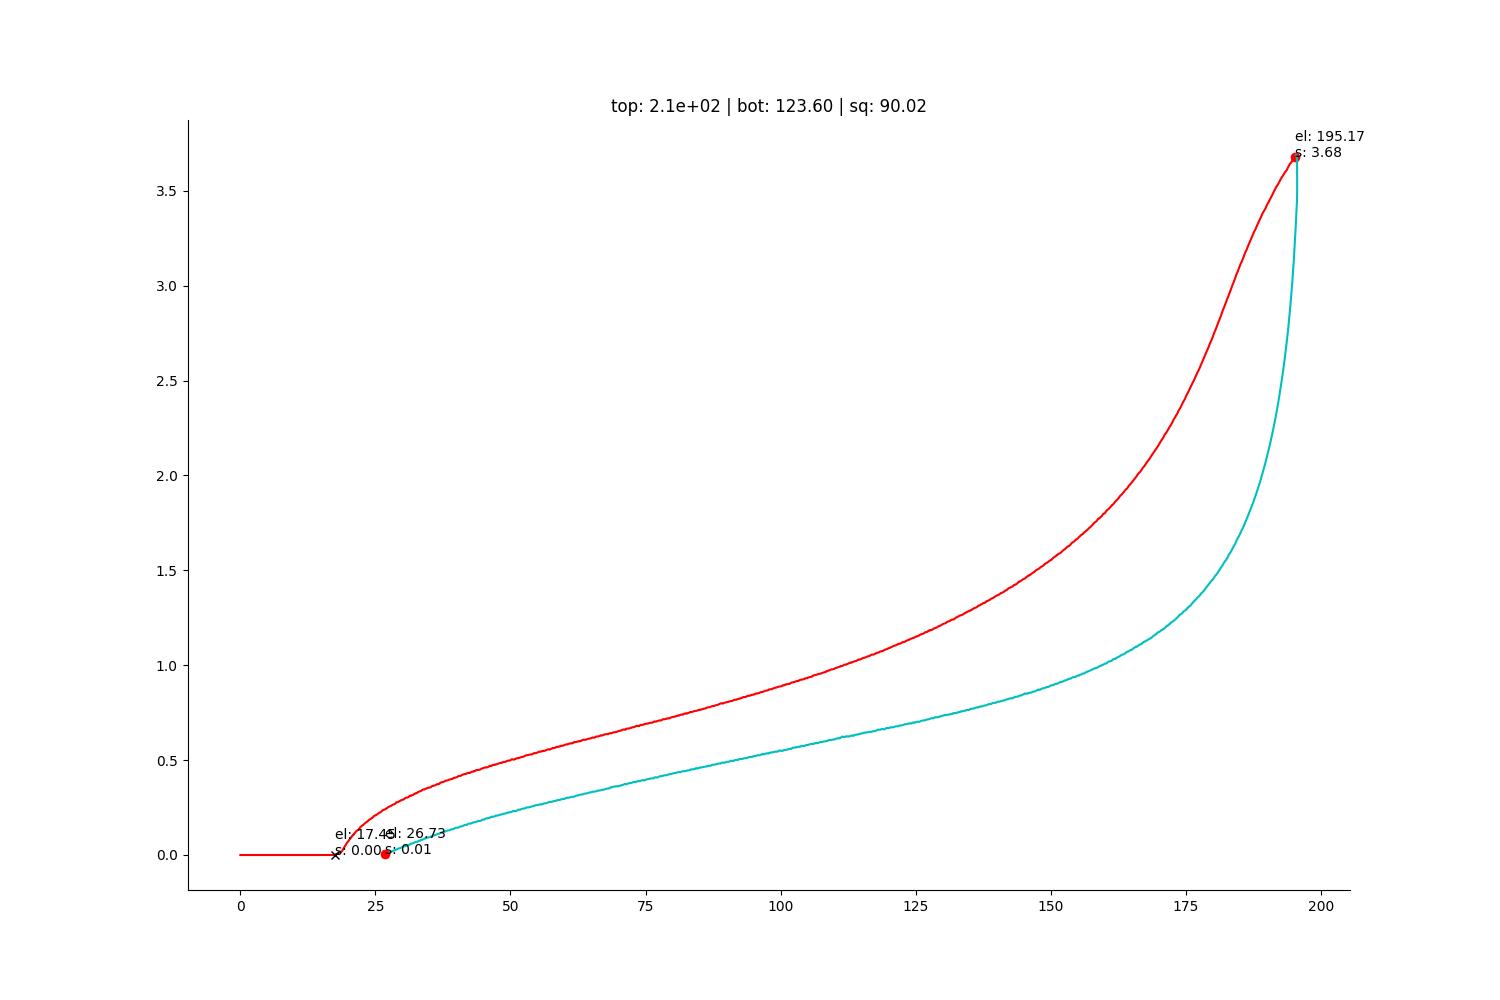 top: 2.1e+02 | bot: 123.60 | sq: 90.02
el: 195.17
s: 3.68
3.5
3.0
2.5
2.0
1.5
1.0
0.5
0.0
el: 17.45
s: 0.00
el: 26.73
s: 0.01
0 25 50 75 100 125 150 175 200